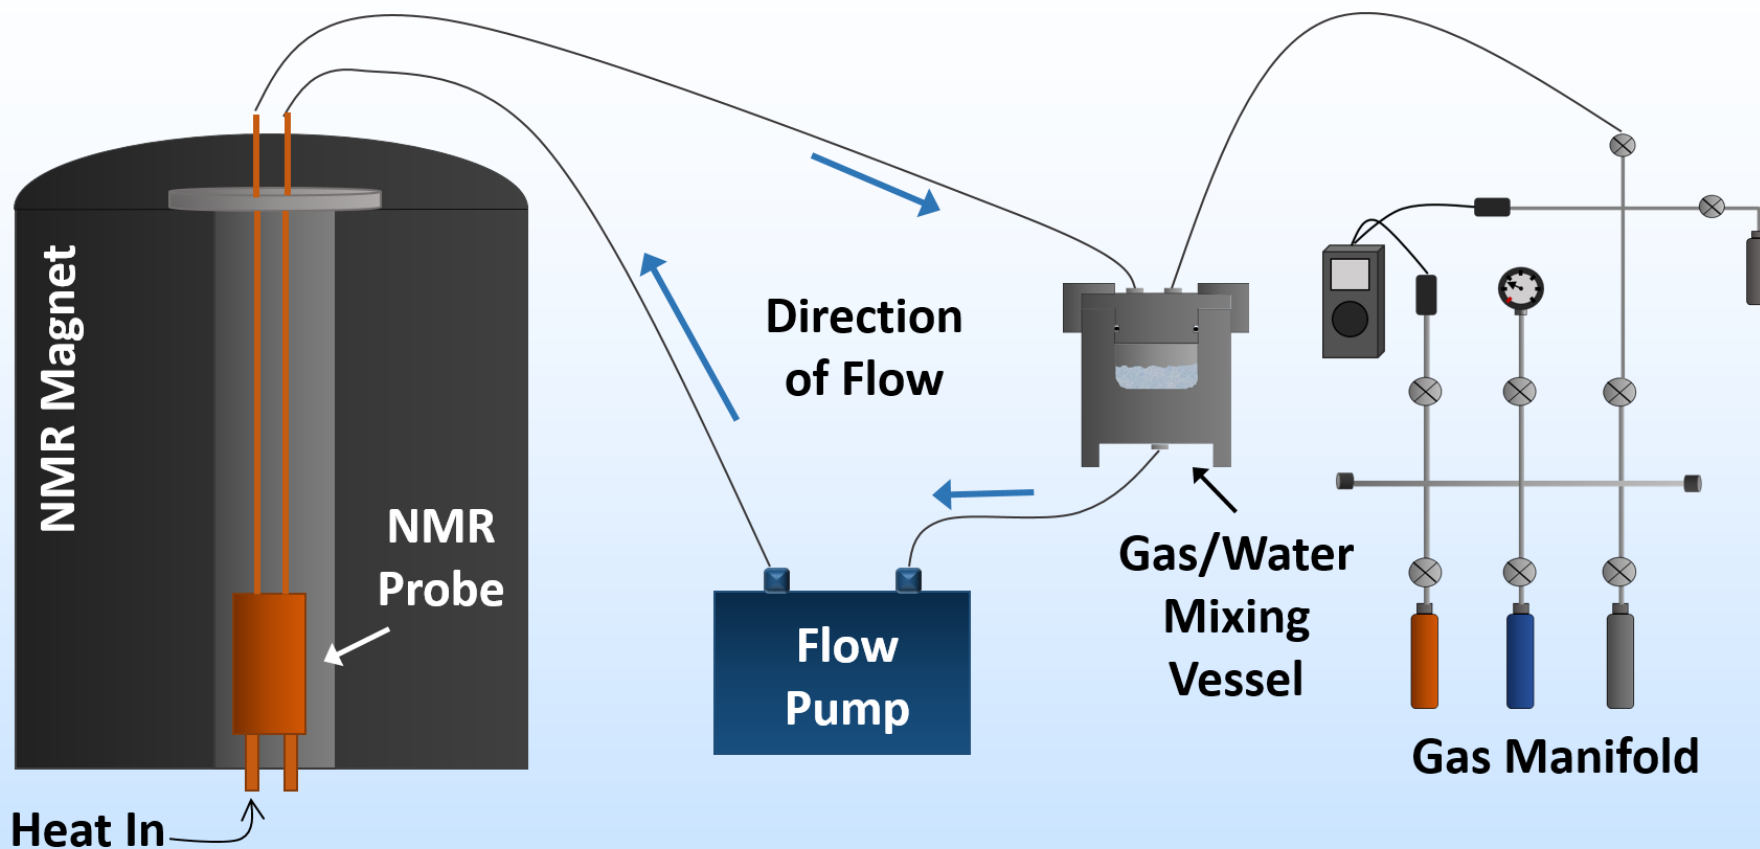 NMR Magnet
NMR
Probe
Heat In
Direction
of Flow
Flow
Pump
Gas/Water
Mixing
Vessel
Gas Manifold